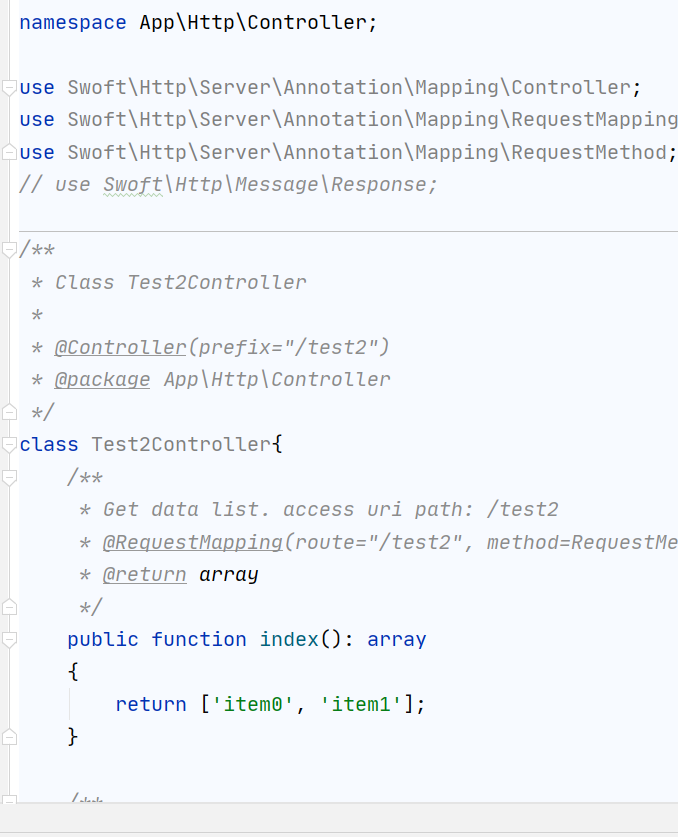 namespace App\Http\Controller;
use Swoft\Http\Server\Annotation\Mapping\Controller;
use Swoft\Http\Server\Annotation\Mapping\RequestMapping
use Swoft\Http\Server\Annotation\Mapping\RequestMethod;
// use Swoft\Http\Message\Response;
/**
* Class Test2Controller
*
* @Controller(prefix="/test2")
* @package App\Http\Controller
*/
class Test2Controller{
/**
* Get data list. access uri path: /test2
* @RequestMapping(route="/test2", method=RequestMe
* @return array
*/
public function index(): array
{
return ['item0', 'item1'];
}
/**